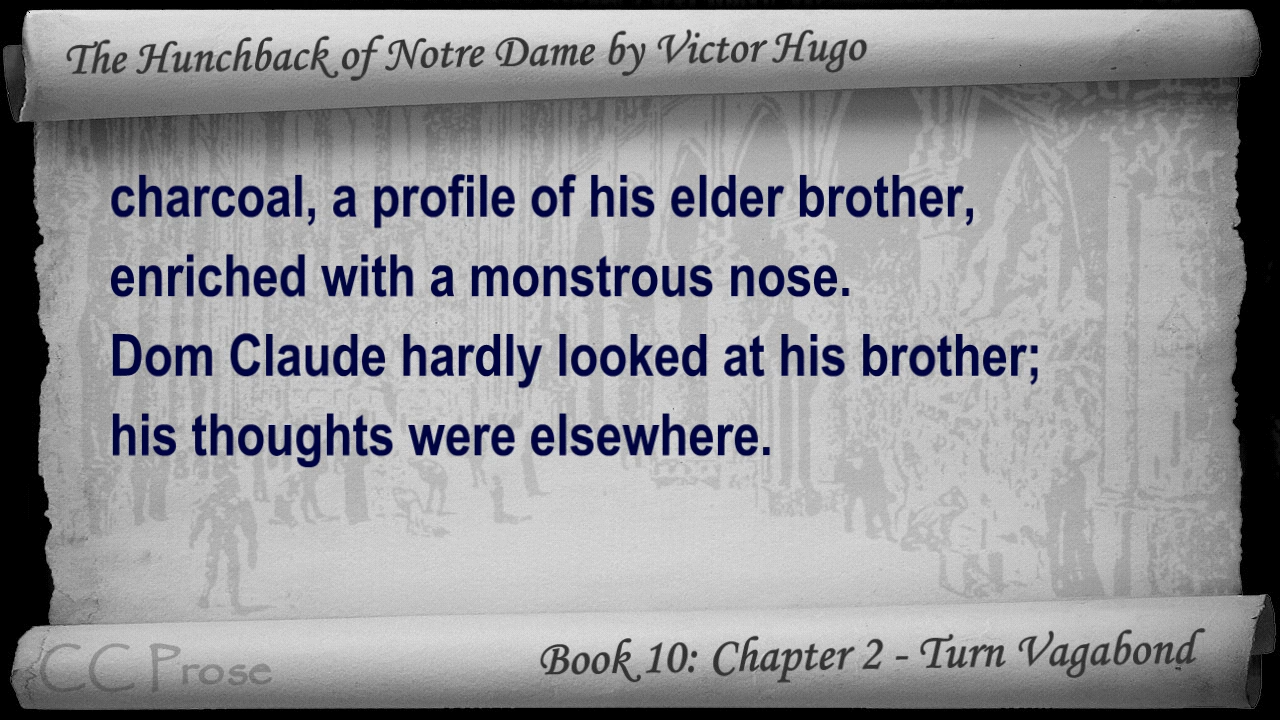 The Hunchback of Notre Dame by Victor Hugo
charcoal, a profile of his elder brother,
enriched with a monstrous nose.
Dom Claude hardly looked at his brother;
his thoughts were elsewhere.
CC Prose
Book 10: Chapter 2 - Turn Vagabond